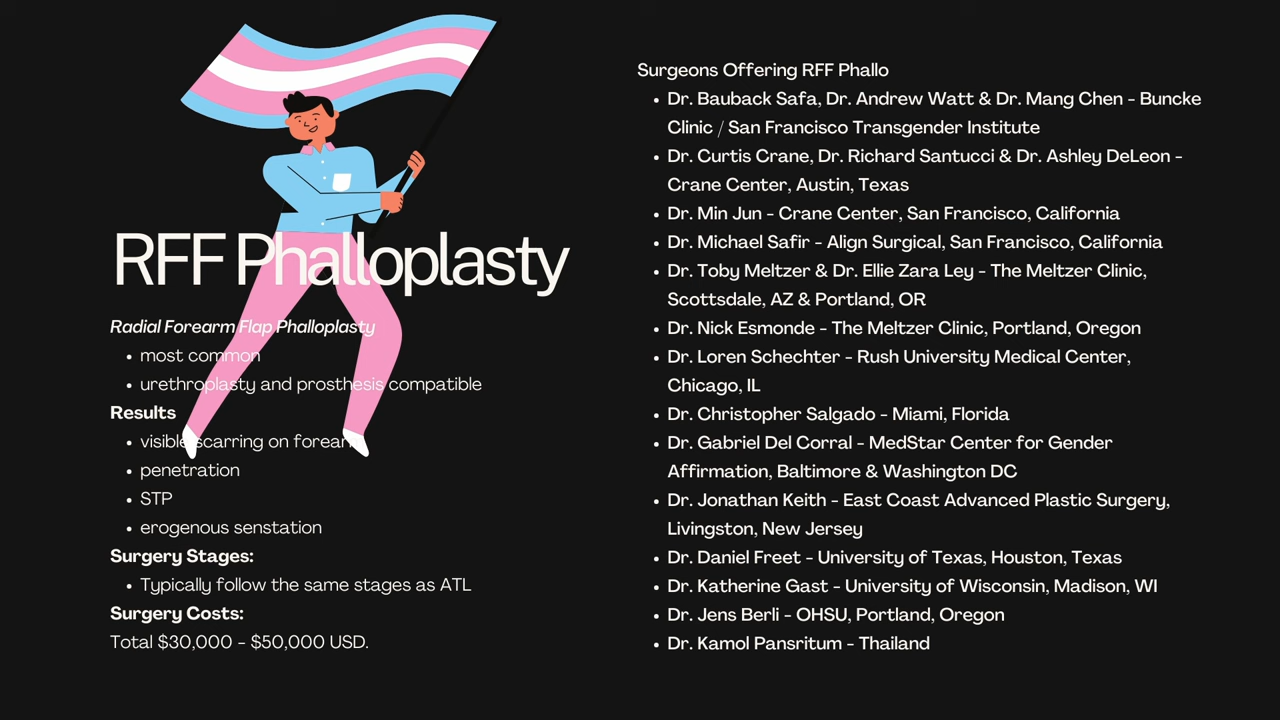 RFF Phalloplasty
Radial Forearm Flap Phalloplasty
• most common
• urethroplasty and prosthesis compatible
Results
• visible scarring on forearm
• penetration
• STP
• erogenous senstation
Surgery Stages:
• Typically follow the same stages as ATL
Surgery Costs:
Total $30,000 - $50,000 USD.
Surgeons Offering RFF Phallo
• Dr. Bauback Safa, Dr. Andrew Watt & Dr. Mang Chen - Buncke
Clinic / San Francisco Transgender Institute
• Dr. Curtis Crane, Dr. Richard Santucci & Dr. Ashley DeLeon -
Crane Center, Austin, Texas
• Dr. Min Jun - Crane Center, San Francisco, California
• Dr. Michael Safir - Align Surgical, San Francisco, California
• Dr. Toby Meltzer & Dr. Ellie Zara Ley - The Meltzer Clinic,
Scottsdale, AZ & Portland, OR
• Dr. Nick Esmonde - The Meltzer Clinic, Portland, Oregon
• Dr. Loren Schechter - Rush University Medical Center,
Chicago, IL
• Dr. Christopher Salgado - Miami, Florida
• Dr. Gabriel Del Corral - MedStar Center for Gender
Affirmation, Baltimore & Washington DC
• Dr. Jonathan Keith - East Coast Advanced Plastic Surgery,
Livingston, New Jersey
• Dr. Daniel Freet - University of Texas, Houston, Texas
• Dr. Katherine Gast - University of Wisconsin, Madison, WI
• Dr. Jens Berli - OHSU, Portland, Oregon
• Dr. Kamol Pansritum - Thailand